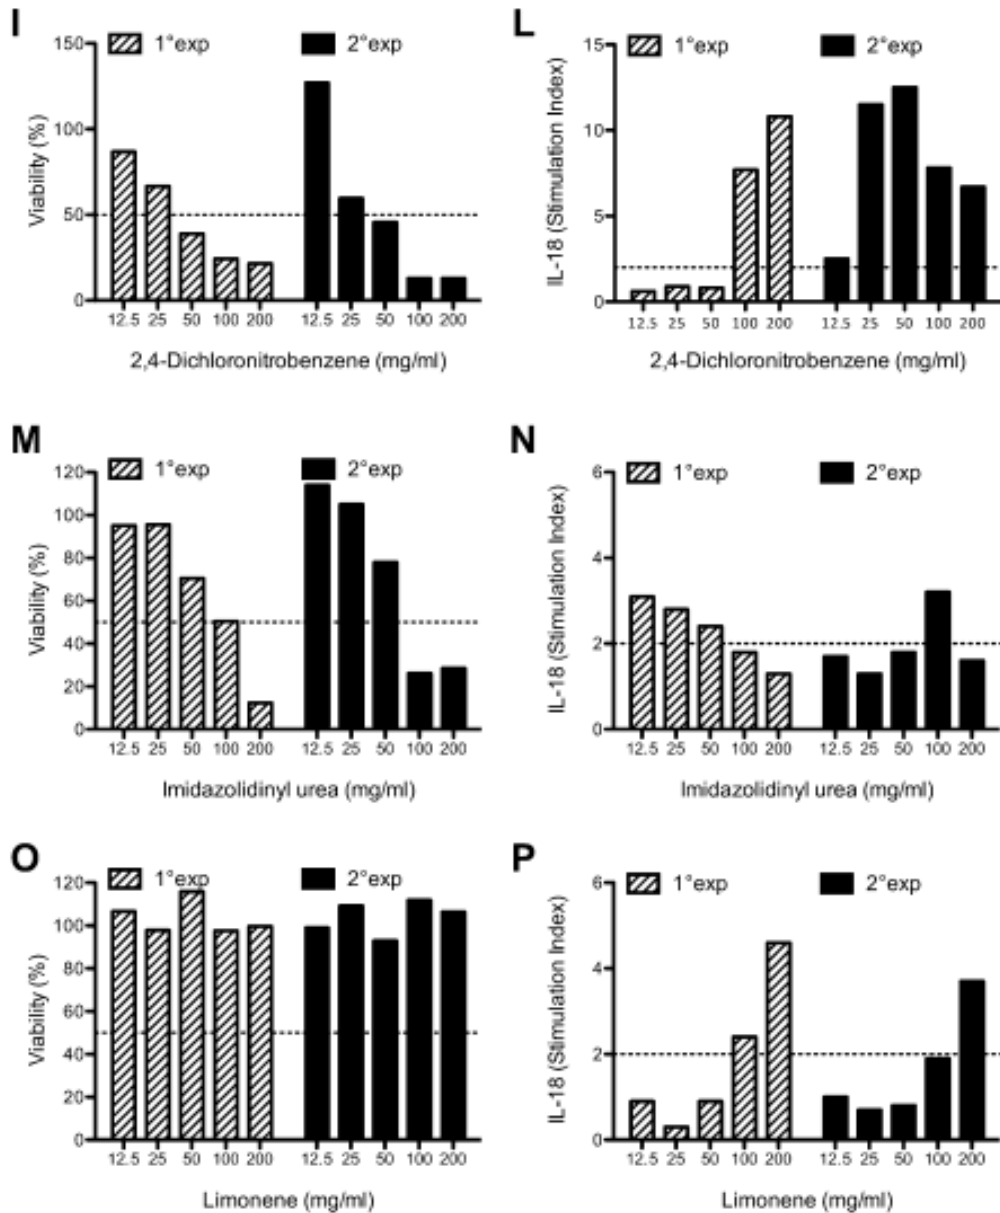 I
1°exp 2°exp
150
100
50
0
Viability (%)
12.5 25 50 100 200 12.5 25 50 100 200
2,4-Dichloronitrobenzene (mg/ml)
L
1°exp 2°exp
15
10
5
0
IL-18 (Stimulation Index)
12.5 25 50 100 200 12.5 25 50 100 200
2,4-Dichloronitrobenzene (mg/ml)
M
1°exp 2°exp
120
100
80
60
40
20
0
Viability (%)
12.5 25 50 100 200 12.5 25 50 100 200
Imidazolidinyl urea (mg/ml)
N
1°exp 2°exp
6
4
2
0
IL-18 (Stimulation Index)
12.5 25 50 100 200 12.5 25 50 100 200
Imidazolidinyl urea (mg/ml)
O
1°exp 2°exp
120
100
80
60
40
20
0
Viability (%)
12.5 25 50 100 200 12.5 25 50 100 200
Limonene (mg/ml)
P
1°exp 2°exp
6
4
2
0
IL-18 (Stimulation Index)
12.5 25 50 100 200 12.5 25 50 100 200
Limonene (mg/ml)